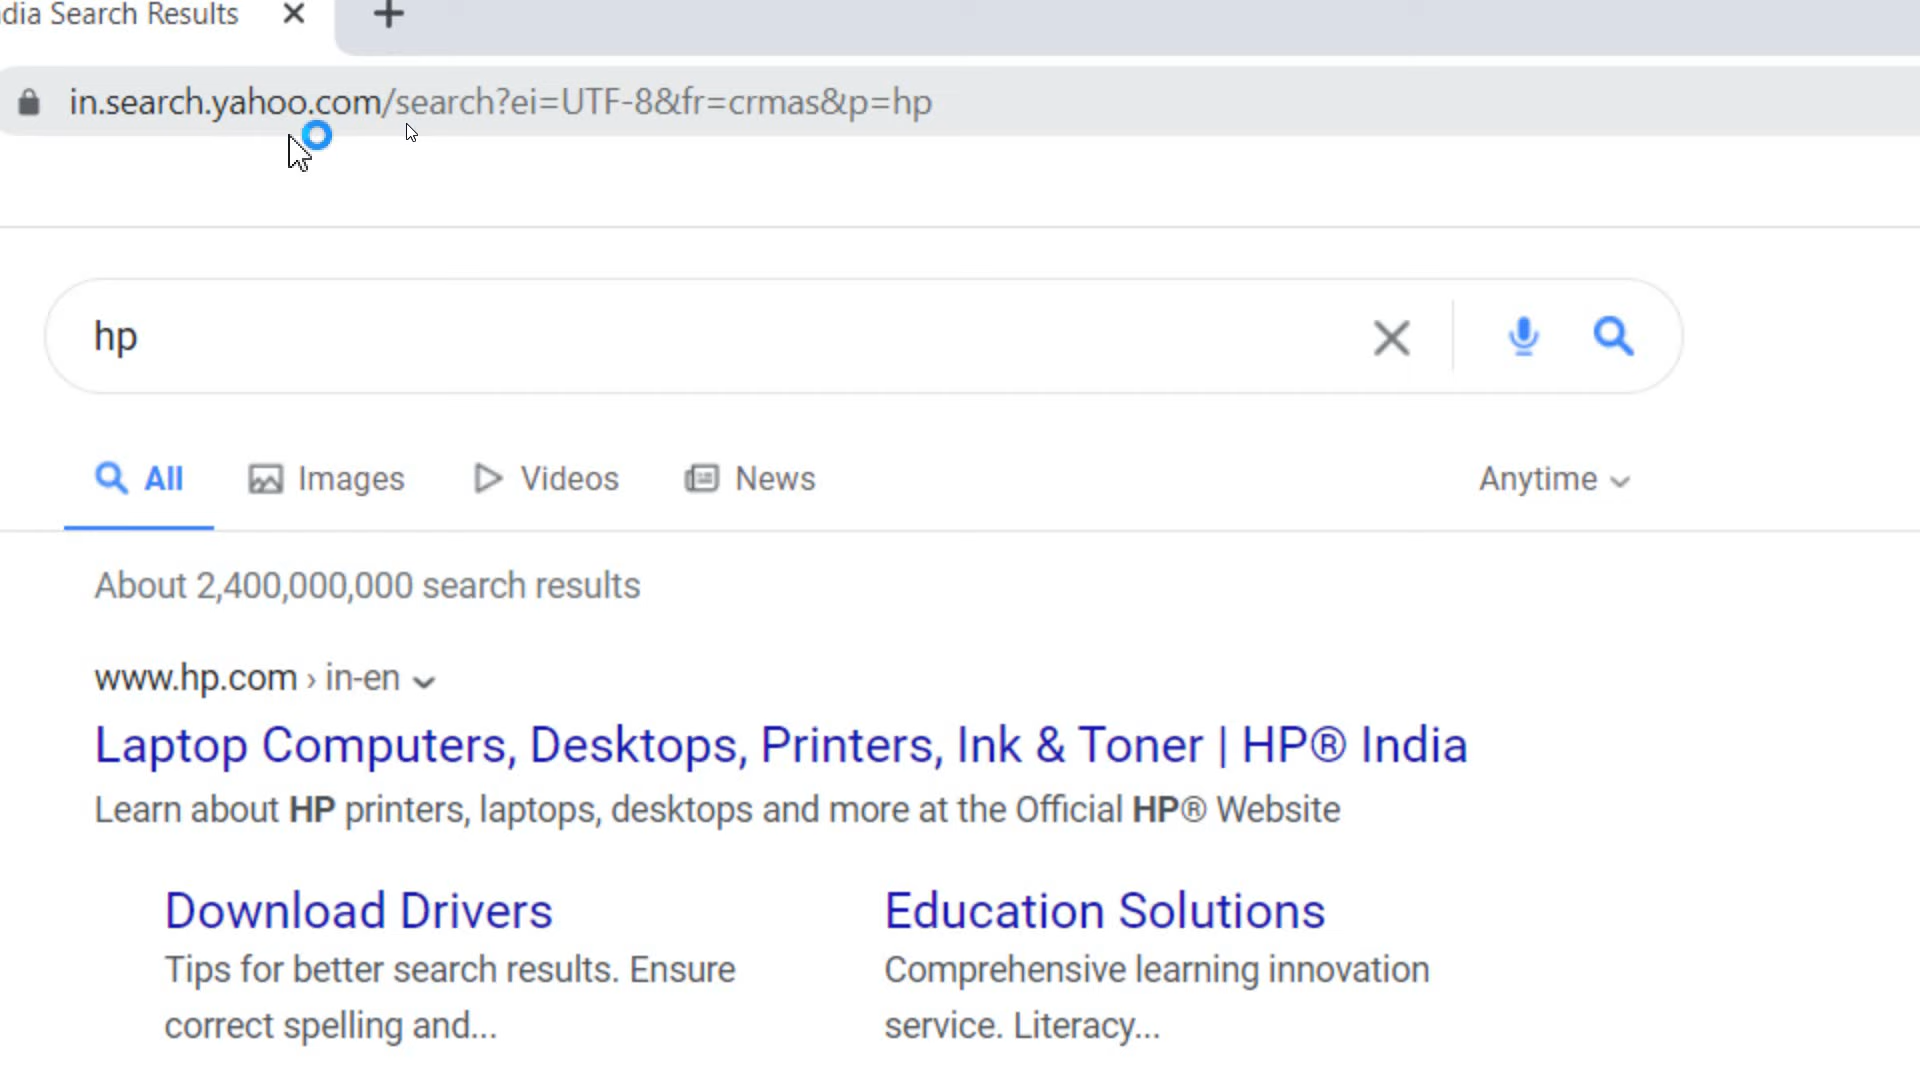 dia Search Results
in.search.yahoo.com/search?ei=UTF-8&fr=crmas&p=hp
hp
All Images Videos News Anytime
About 2,400,000,000 search results
www.hp.com › in-en
Laptop Computers, Desktops, Printers, Ink & Toner | HP® India
Learn about HP printers, laptops, desktops and more at the Official HP® Website
Download Drivers
Tips for better search results. Ensure
correct spelling and...
Education Solutions
Comprehensive learning innovation
service. Literacy...